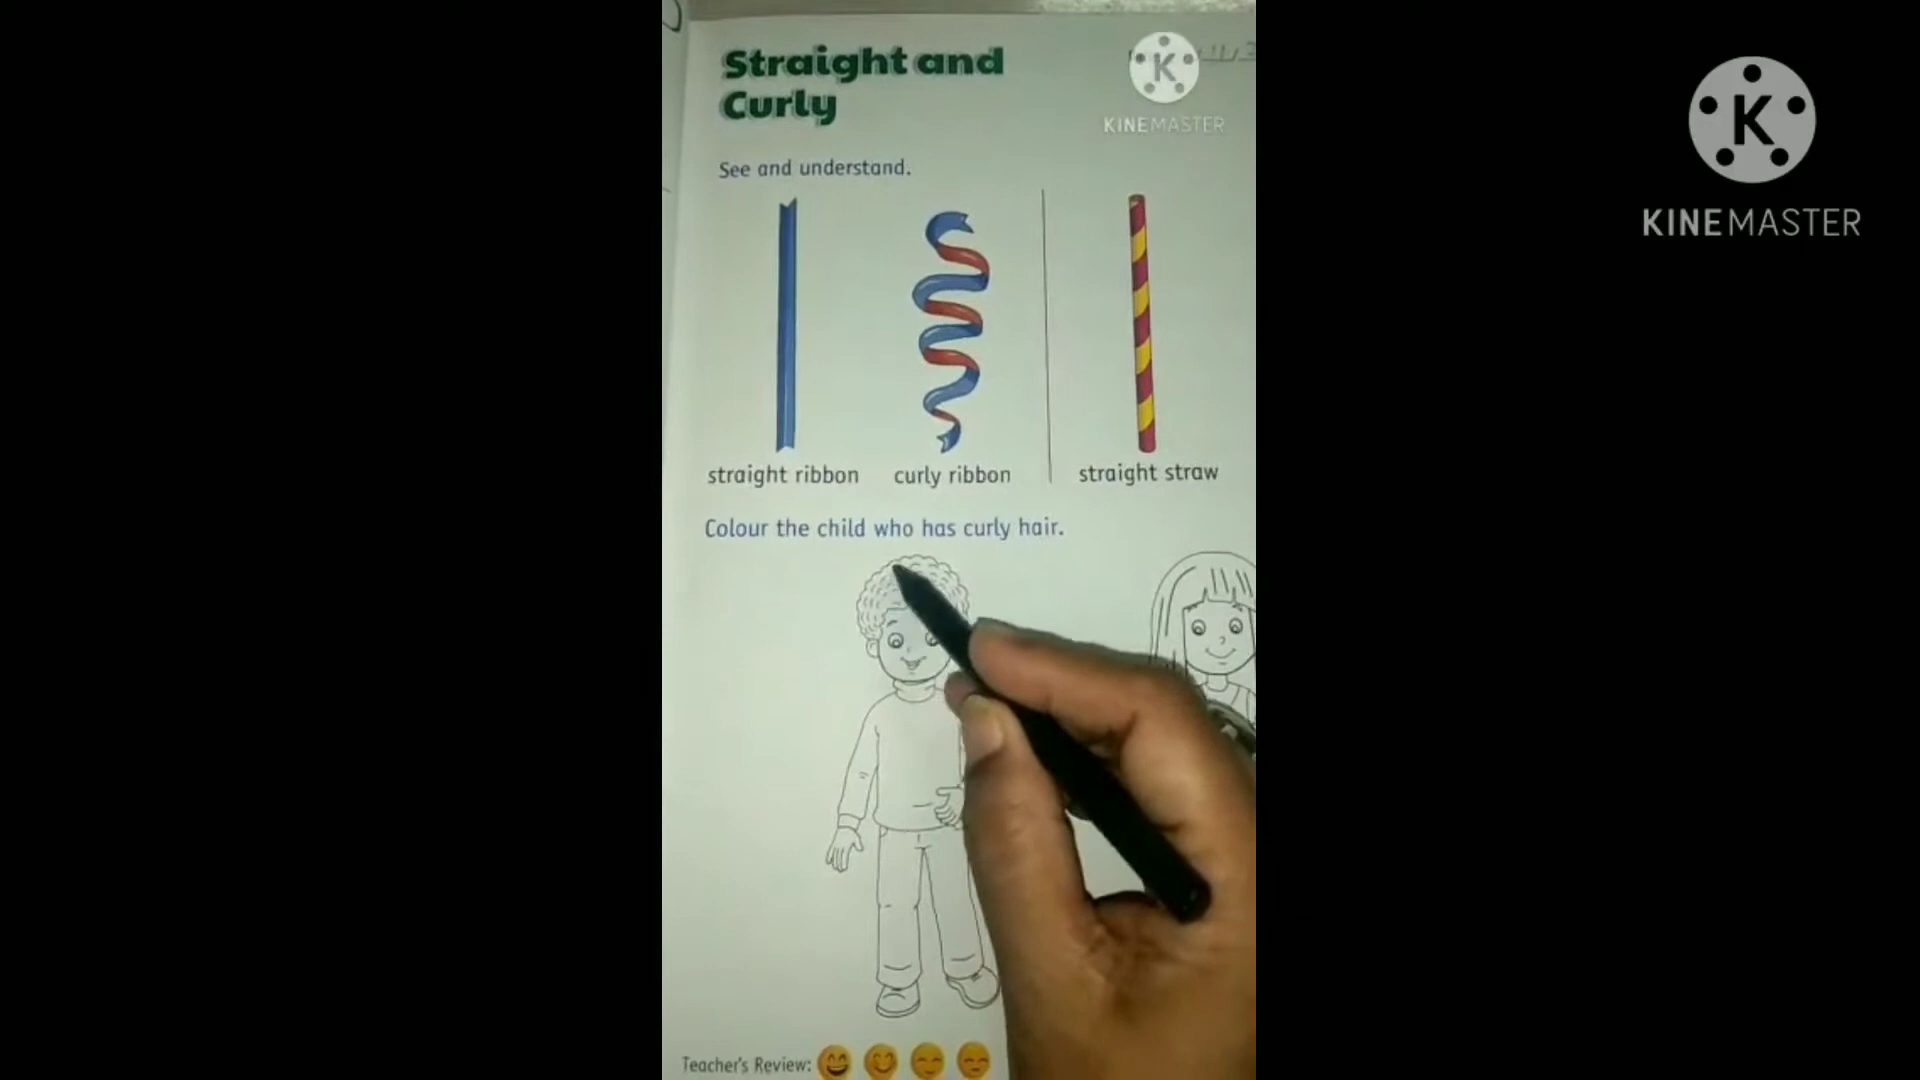 Straight and
Curly
K
KINEMASTER
K
KINEMASTER
See and understand.
straight ribbon
curly ribbon
straight straw
Colour the child who has curly hair.
Teacher's Review: